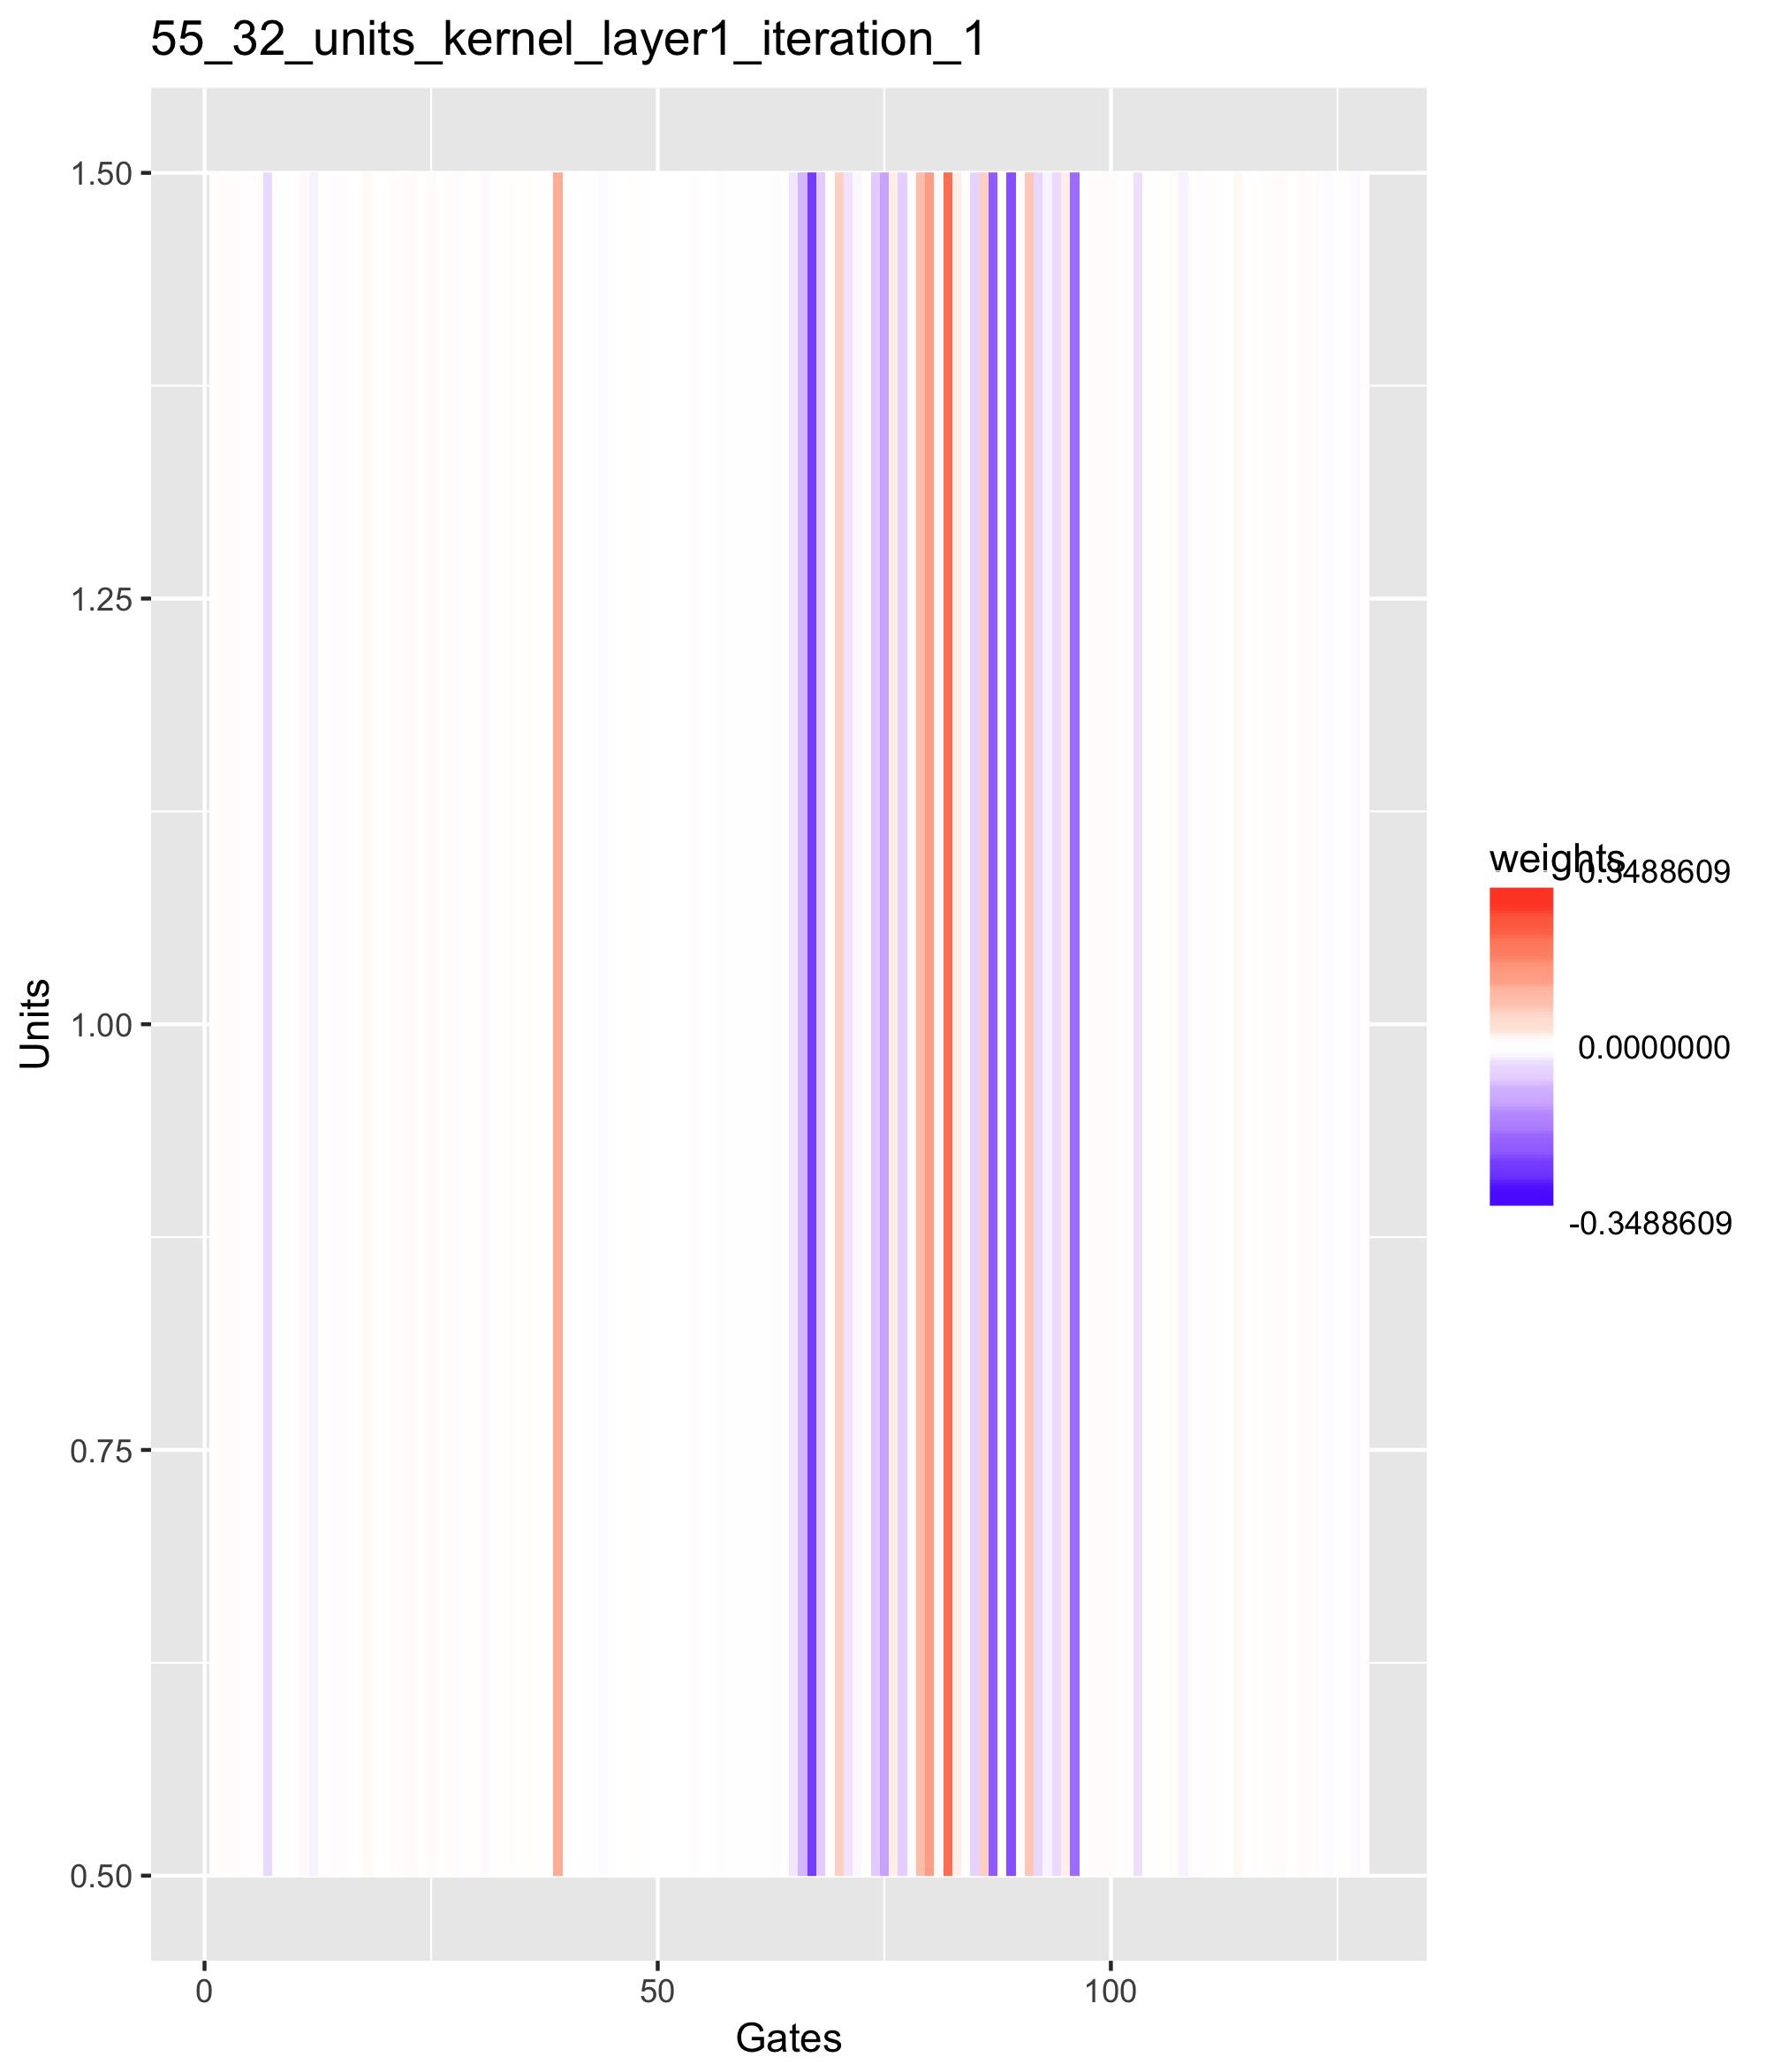 55_32_units_kernel_layer1_iteration_1
1.50
1.25
1.00
0.75
0.50
Units
0
50
100
Gates
weights
0.3488609
0.0000000
-0.3488609